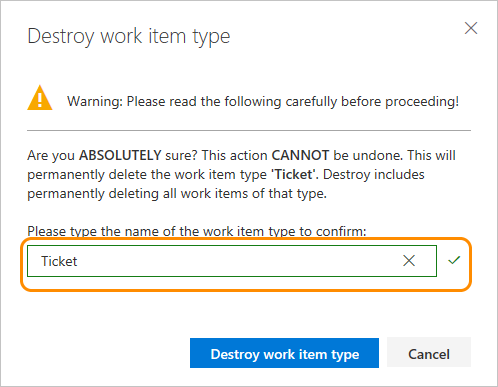 Destroy work item type
Warning: Please read the following carefully before proceeding!
Are you ABSOLUTELY sure? This action CANNOT be undone. This will
permanently delete the work item type 'Ticket'. Destroy includes
permanently deleting all work items of that type.
Please type the name of the work item type to confirm:
Ticket
Destroy work item type
Cancel